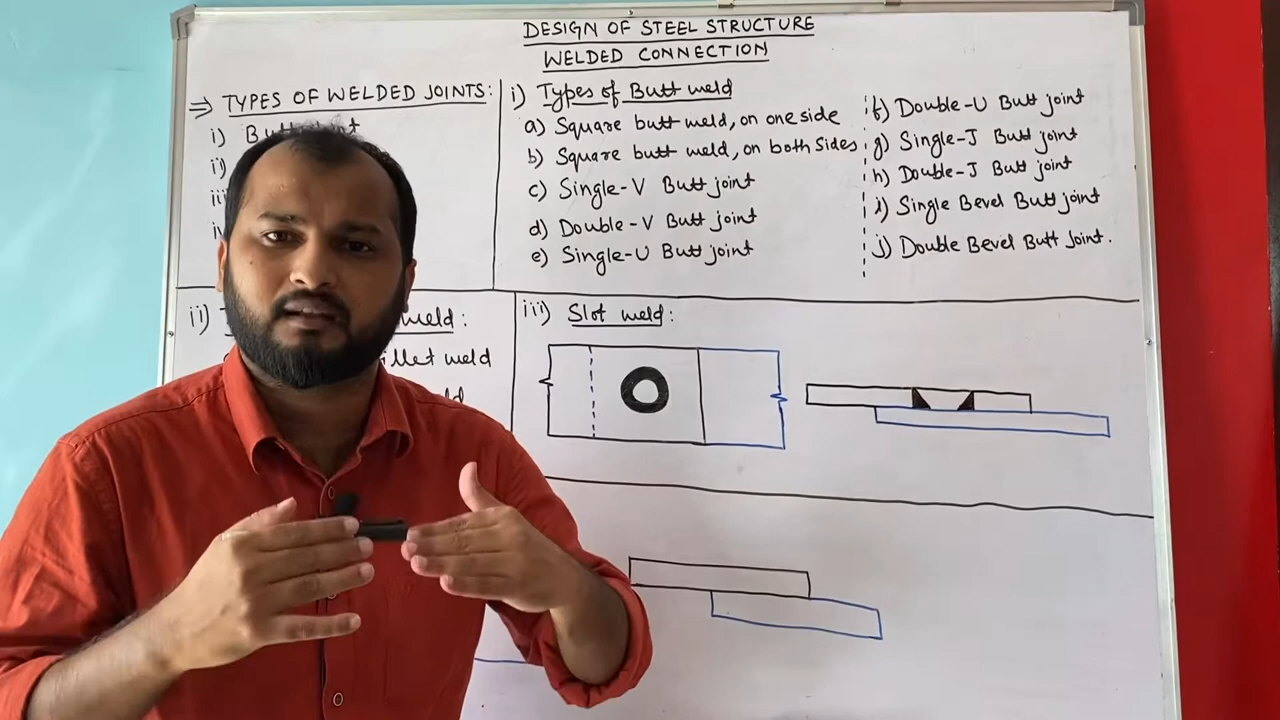 DESIGN OF STEEL STRUCTURE
WELDED CONNECTION
⇒ TYPES OF WELDED JOINTS:
i)
ii)
iii
i) Types of Butt weld
a) Square butt weld, on one side
b) Square butt weld, on both sides
c) Single-V Butt joint
d) Double-V Butt joint
e) Single-U Butt joint
f) Double-U Butt joint
g) Single-J Butt joint
h) Double-J Butt joint
i) Single Bevel Butt joint
j) Double Bevel Butt Joint.
ii) weld:
weld
iii) Slot weld: